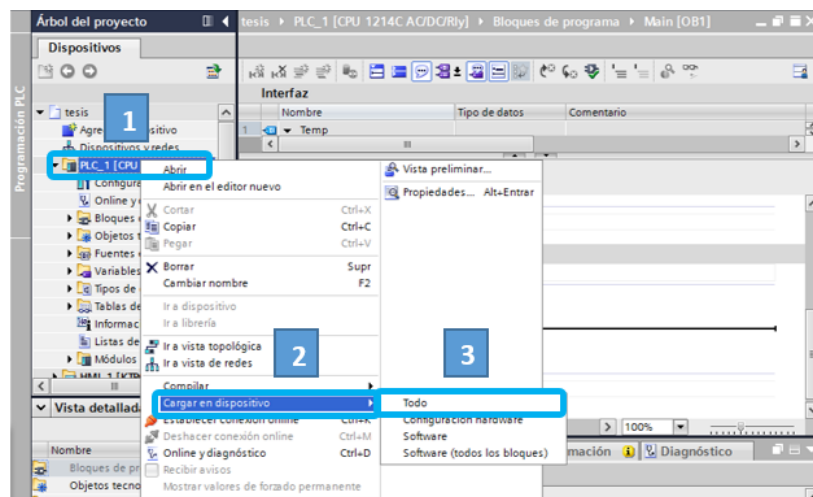 Árbol del proyecto
tesis ▸ PLC_1 [CPU 1214C AC/DC/Rly] ▸ Bloques de programa ▸ Main [OB1]
Dispositivos
Programación PLC
Interfaz
Nombre Tipo de datos Comentario
1 Temp
tesis
1
Dispositivos y redes
PLC_1 [CPU
Online y
Bloques
Objetos
Fuentes
Variables
Tipos de
Tablas de
Informac
Listas de
Módulos
HMI_1 [KTP
Vista detallad
Nombre
Bloques de pr
Objetos tecno
Abrir
Abrir en el editor nuevo
Cortar Ctrl+X
Copiar Ctrl+C
Pegar Ctrl+V
Borrar Supr
Cambiar nombre F2
Ir a dispositivo
Ir a librería
Ir a vista topológica
Ir a vista de redes
2
Compilar
Cargar en dispositivo
Establecer conexión online Ctrl+K
Deshacer conexión online Ctrl+M
Online y diagnóstico Ctrl+D
Recibir avisos
Mostrar valores de forzado permanente
Vista preliminar...
Propiedades... Alt+Entrar
3
Todo
Configuración hardware
Software
Software (todos los bloques)
100%
mación
Diagnóstico